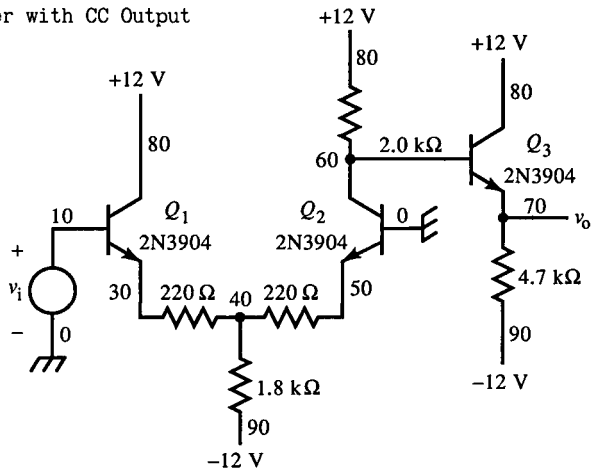 er with CC Output
+12 V
80
+12 V
80
+12 V
80
60
2.0 kΩ
Q3
2N3904
10
Q1
2N3904
Q2
2N3904
0
70
vo
+
vi
−
0
30
220 Ω
40
220 Ω
50
4.7 kΩ
1.8 kΩ
90
−12 V
90
−12 V